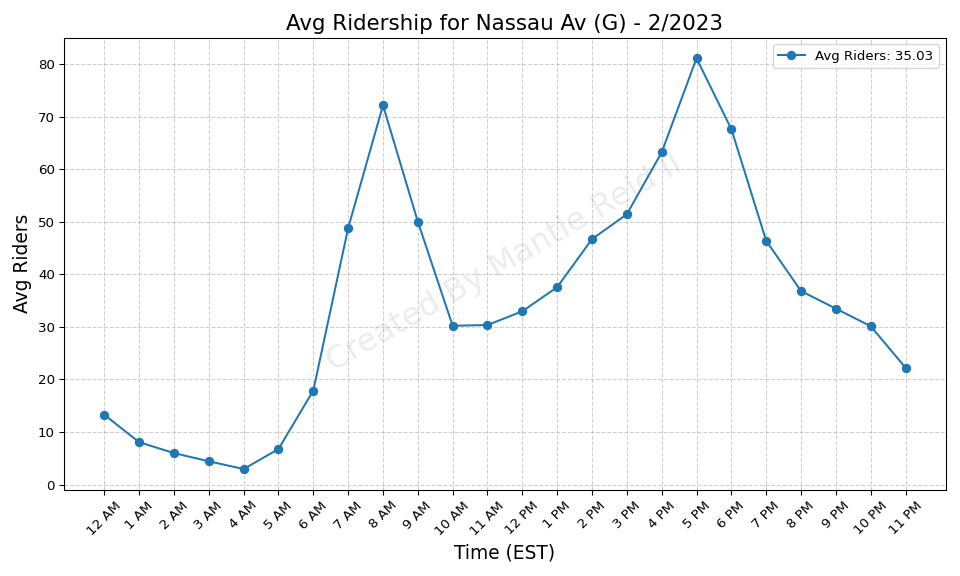 Avg Ridership for Nassau Av (G) - 2/2023
Avg Riders: 35.03
Avg Riders
80
70
60
50
40
30
20
10
0
Created By Mantie Reid II
12 AM
1 AM
2 AM
3 AM
4 AM
5 AM
6 AM
7 AM
8 AM
9 AM
10 AM
11 AM
12 PM
1 PM
2 PM
3 PM
4 PM
5 PM
6 PM
7 PM
8 PM
9 PM
10 PM
11 PM
Time (EST)